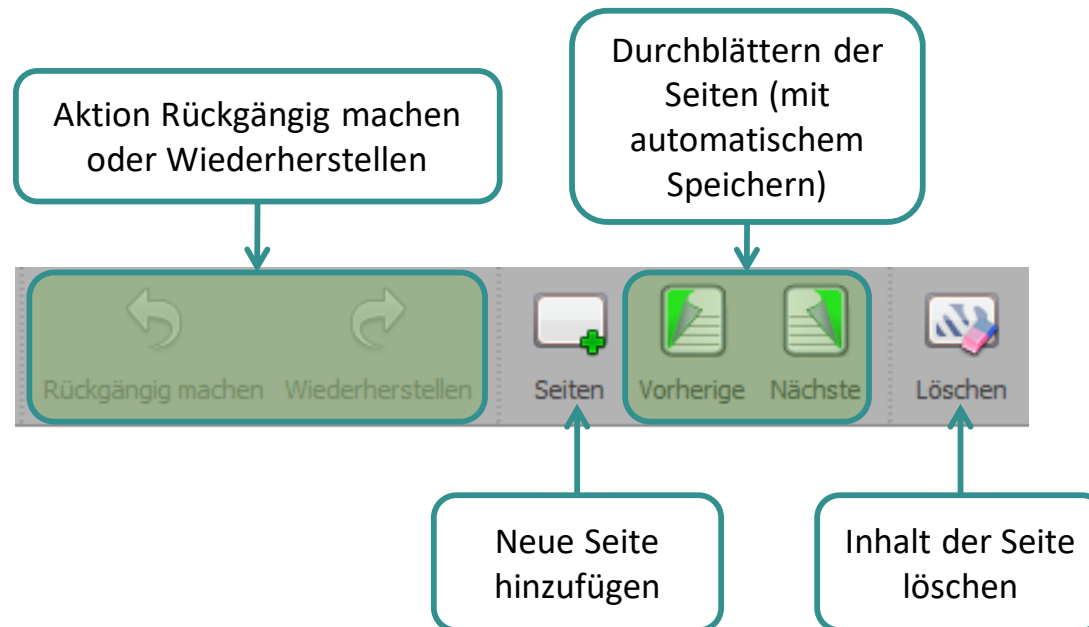 Aktion Rückgängig machen
oder Wiederherstellen
Durchblättern der
Seiten (mit
automatischem
Speichern)
Rückgängig machen
Wiederherstellen
Seiten
Vorherige
Nächste
Löschen
Neue Seite
hinzufügen
Inhalt der Seite
löschen